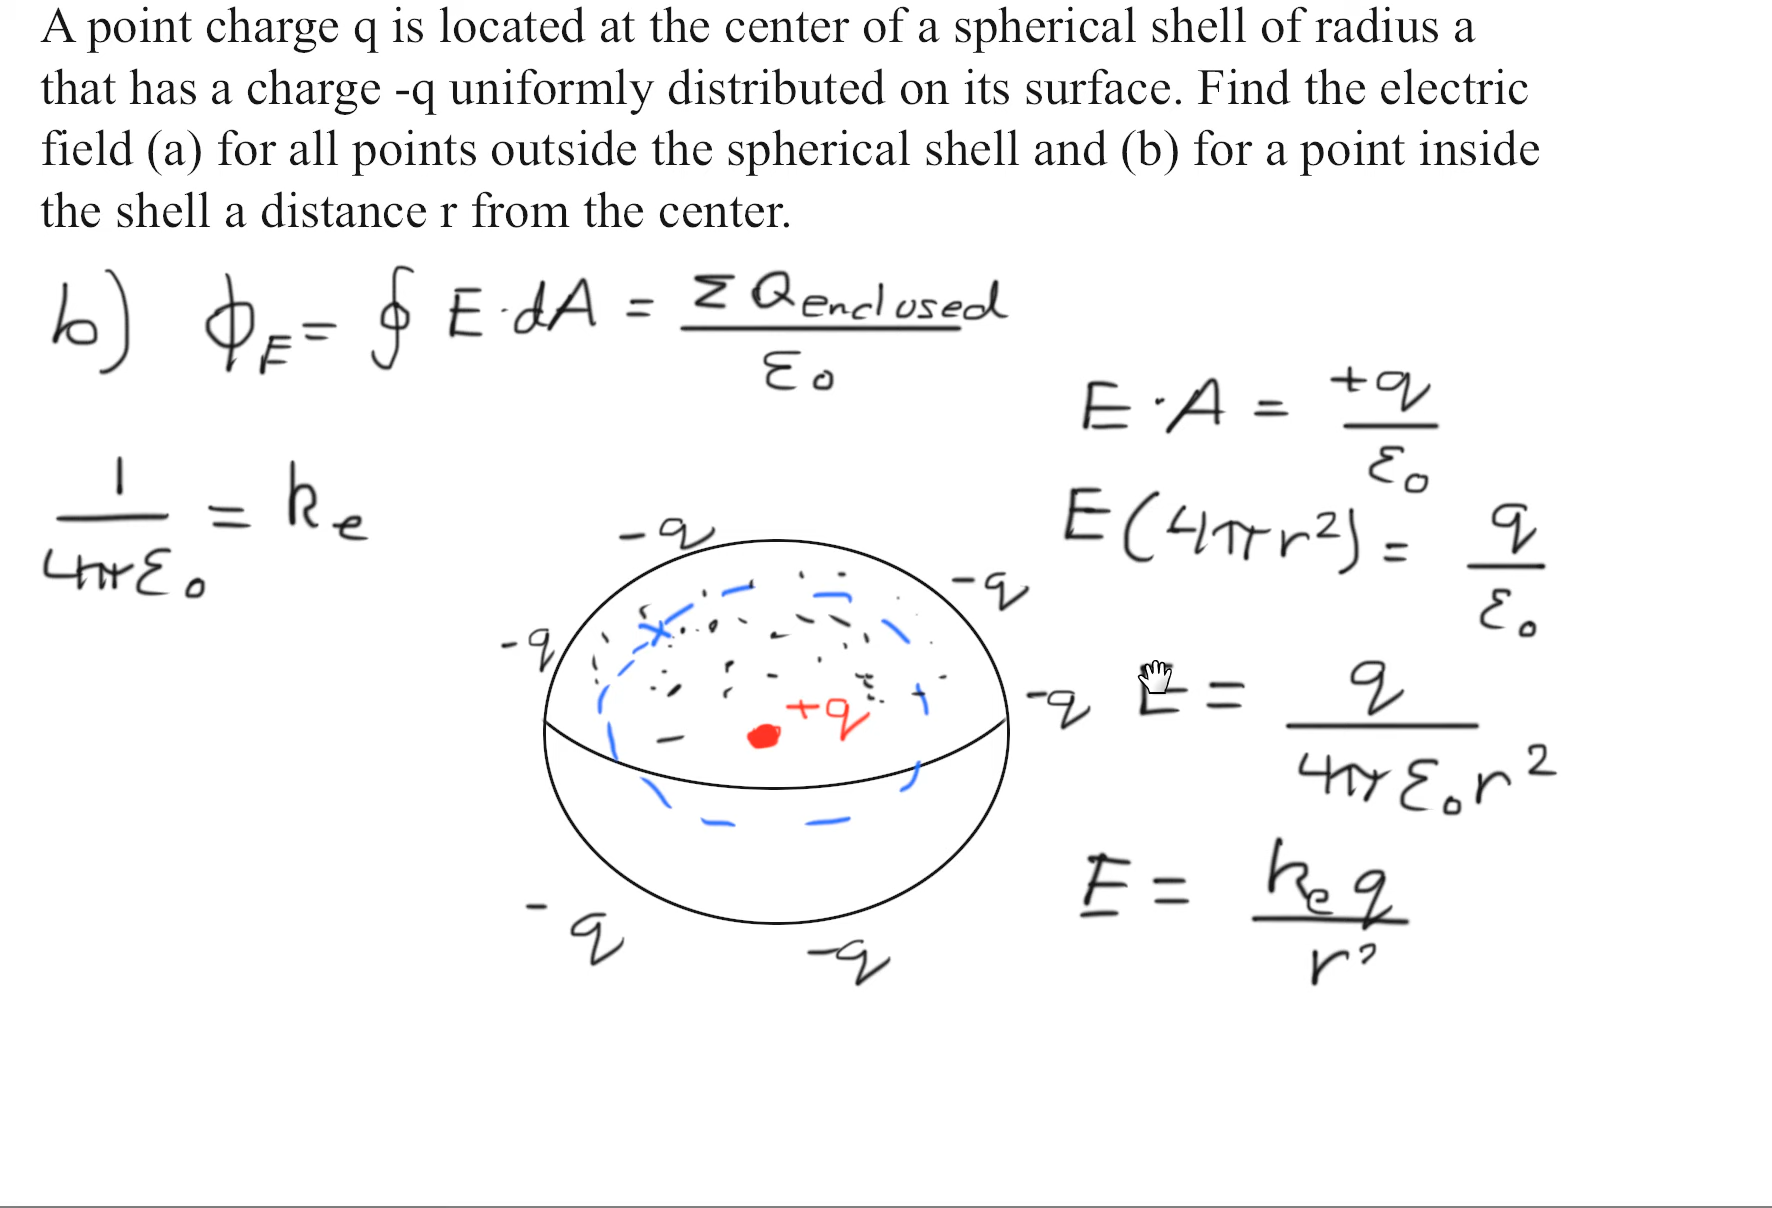 A point charge q is located at the center of a spherical shell of radius a
that has a charge -q uniformly distributed on its surface. Find the electric
field (a) for all points outside the spherical shell and (b) for a point inside
the shell a distance r from the center.
b) ϕ_E = ∮ E · dA = Σ Q enclosed / ε₀
E · A = +q / ε₀
1 / 4πε₀ = kₑ
E(4πr²) = q / ε₀
-q
-q
-q
+q
-q
E = q / 4πε₀r²
E = kₑq / r²
-q
-q